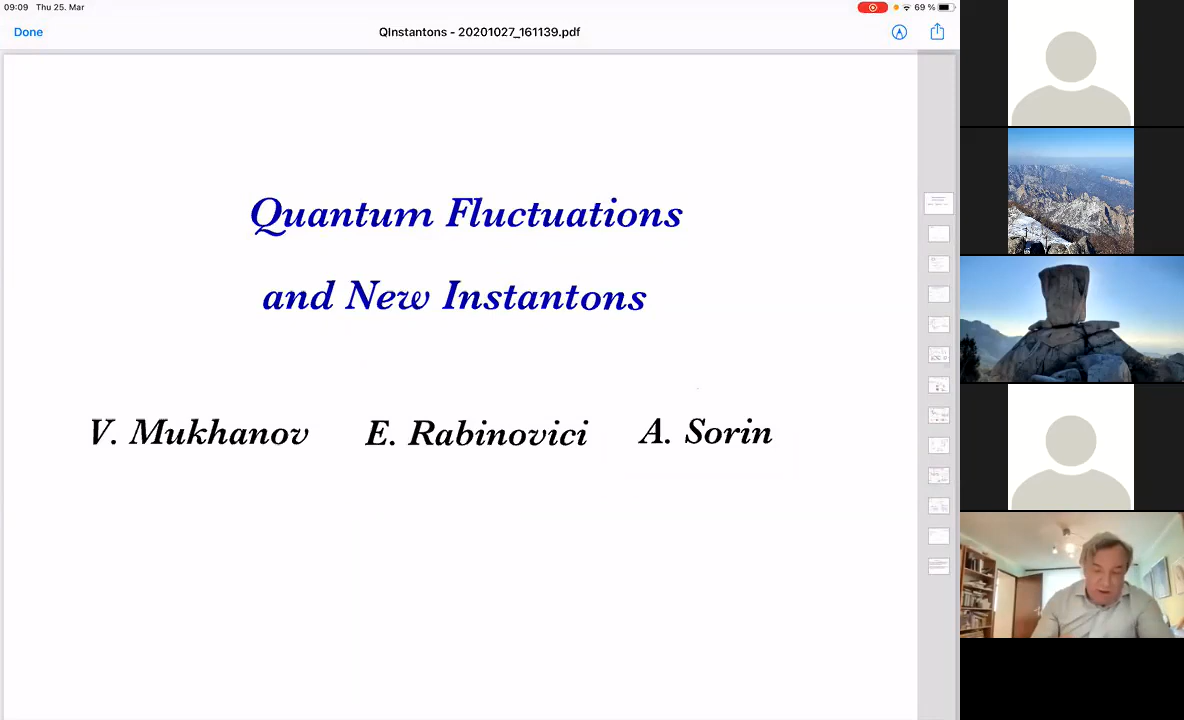 09:09 Thu 25. Mar
69 %
Done
QInstantons - 20201027_161139.pdf
Quantum Fluctuations
and New Instantons
V. Mukhanov E. Rabinovici A. Sorin